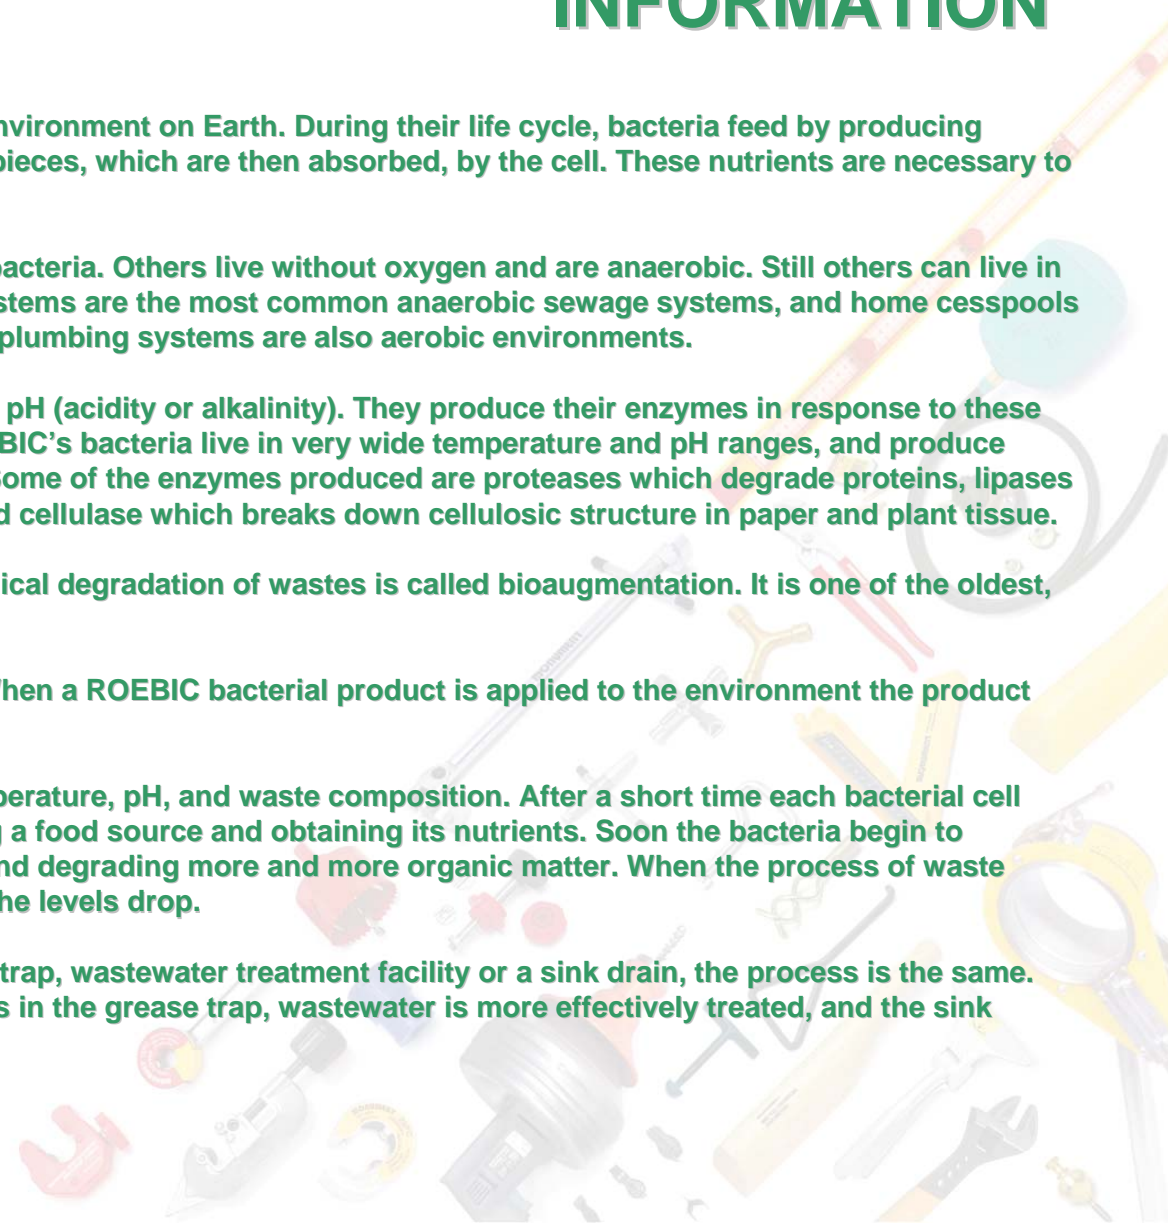 INFORMATION
nvironment on Earth. During their life cycle, bacteria feed by producing
pieces, which are then absorbed, by the cell. These nutrients are necessary to
bacteria. Others live without oxygen and are anaerobic. Still others can live in
stems are the most common anaerobic sewage systems, and home cesspools
plumbing systems are also aerobic environments.
pH (acidity or alkalinity). They produce their enzymes in response to these
BIC's bacteria live in very wide temperature and pH ranges, and produce
Some of the enzymes produced are proteases which degrade proteins, lipases
d cellulase which breaks down cellulosic structure in paper and plant tissue.
ical degradation of wastes is called bioaugmentation. It is one of the oldest,
When a ROEBIC bacterial product is applied to the environment the product
perature, pH, and waste composition. After a short time each bacterial cell
g a food source and obtaining its nutrients. Soon the bacteria begin to
nd degrading more and more organic matter. When the process of waste
he levels drop.
trap, wastewater treatment facility or a sink drain, the process is the same.
s in the grease trap, wastewater is more effectively treated, and the sink